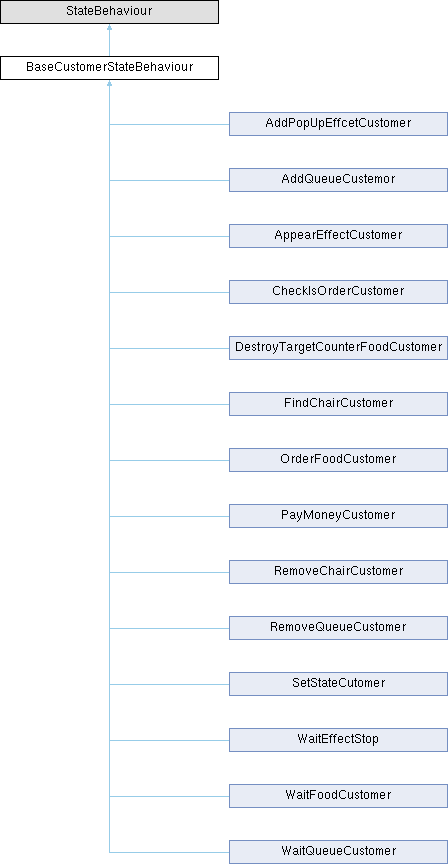 StateBehaviour
BaseCustomerStateBehaviour
AddPopUpEffcetCustomer
AddQueueCustemor
AppearEffectCustomer
CheckIsOrderCustomer
DestroyTargetCounterFoodCustomer
FindChairCustomer
OrderFoodCustomer
PayMoneyCustomer
RemoveChairCustomer
RemoveQueueCustomer
SetStateCutomer
WaitEffectStop
WaitFoodCustomer
WaitQueueCustomer